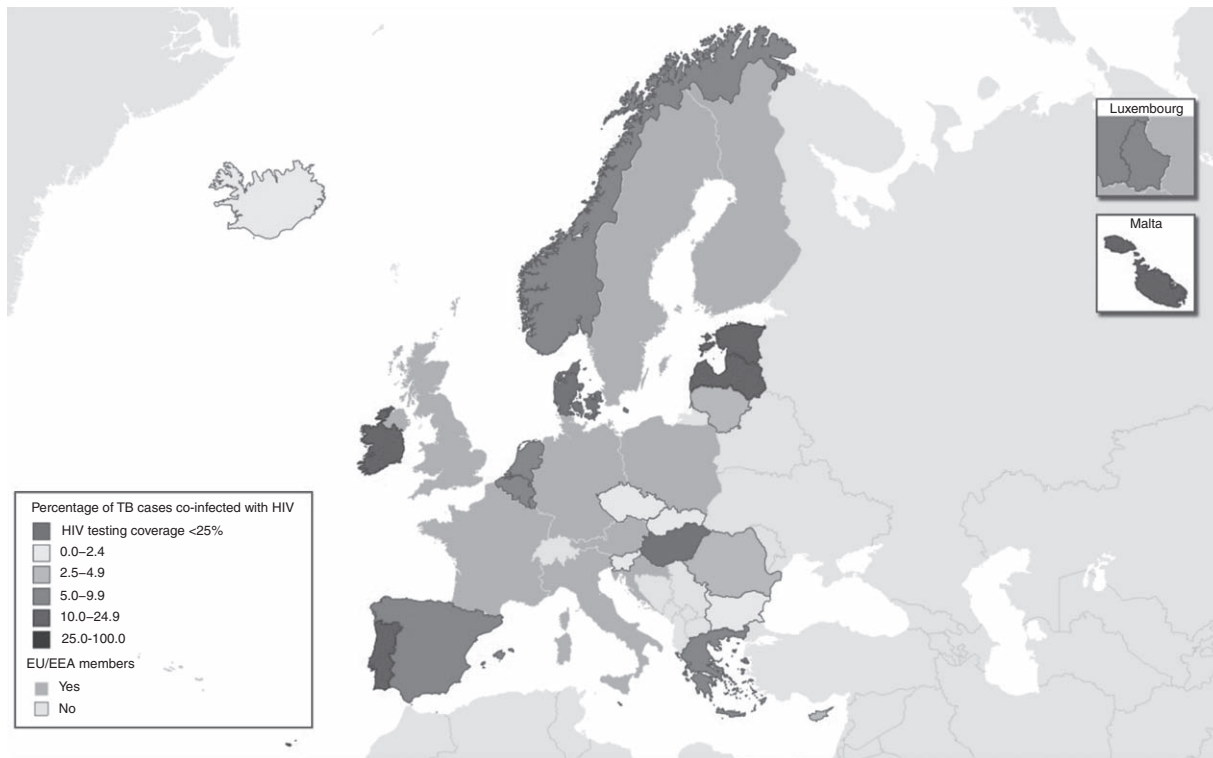 Luxembourg
Malta
Percentage of TB cases co-infected with HIV
HIV testing coverage <25%
0.0–2.4
2.5–4.9
5.0–9.9
10.0–24.9
25.0-100.0
EU/EEA members
Yes
No